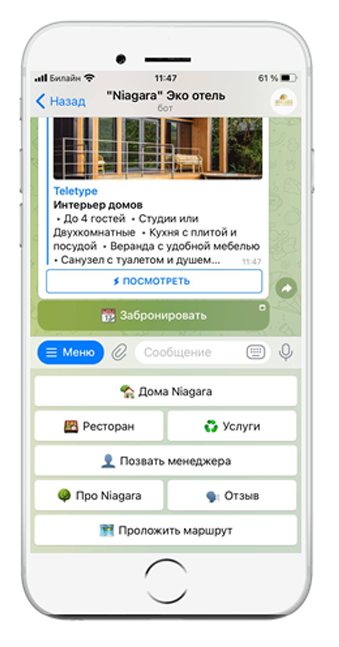 Билайн 11:47 61 %
Назад "Niagara" Эко отель
бот
Teletype
Интерьер домов
• До 4 гостей • Студии или
Двухкомнатные • Кухня с плитой и
посудой • Веранда с удобной мебелью
• Санузел с туалетом и душем...
11:47
ПОСМОТРЕТЬ
Забронировать
Меню Сообщение
Дома Niagara
Ресторан Услуги
Позвать менеджера
Про Niagara Отзыв
Проложить маршрут